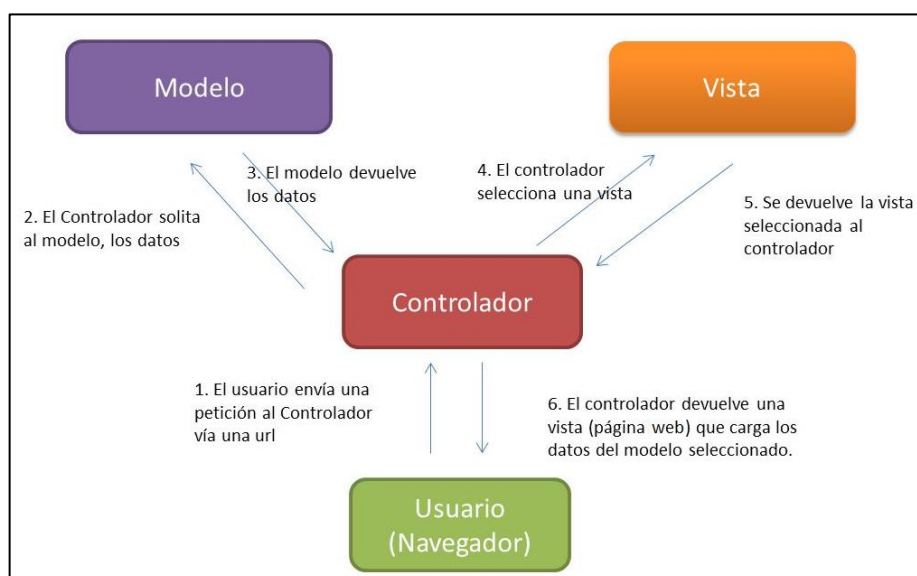 Modelo
Vista
3. El modelo devuelve
los datos
4. El controlador
selecciona una vista
2. El Controlador solita
al modelo, los datos
5. Se devuelve la vista
seleccionada al
controlador
Controlador
1. El usuario envía una
petición al Controlador
vía una url
6. El controlador devuelve una
vista (página web) que carga los
datos del modelo seleccionado.
Usuario
(Navegador)